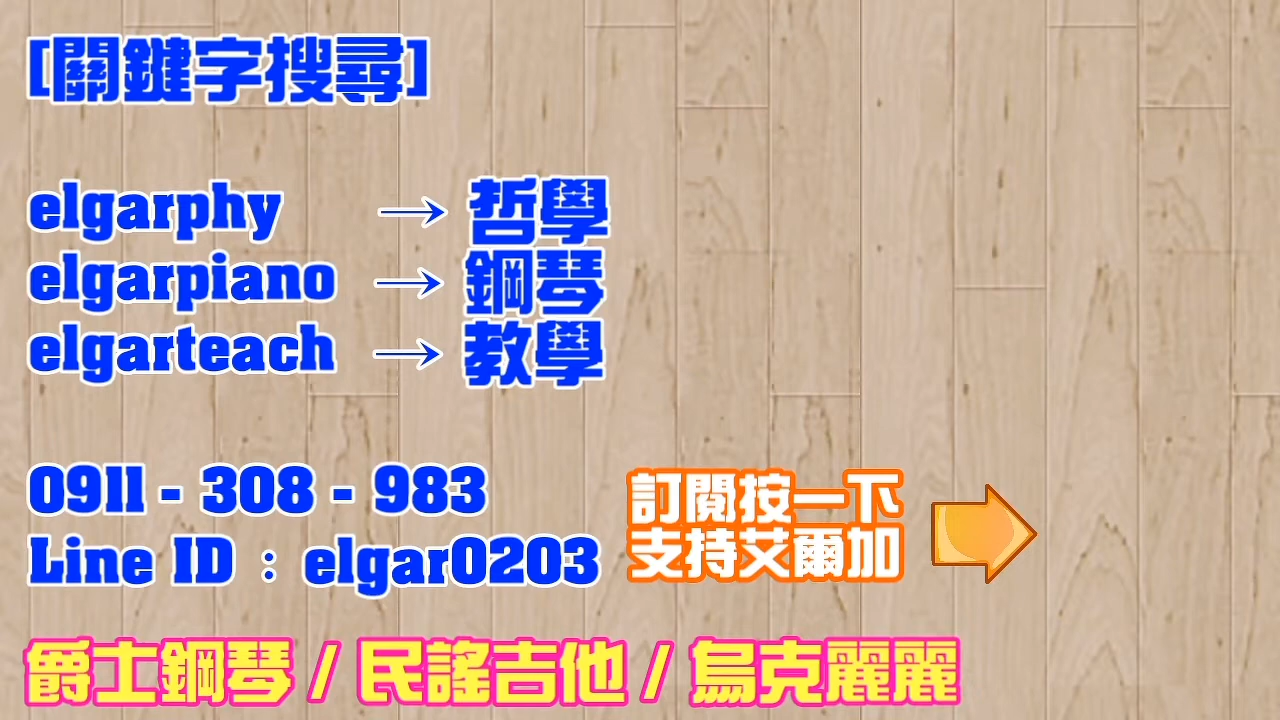 [關鍵字搜尋]
elgarphy → 哲學
elgarpiano → 鋼琴
elgarteach → 教學
0911 - 308 - 983
Line ID : elgar0203
訂閱按一下
支持艾爾加
爵士鋼琴 / 民謠吉他 / 烏克麗麗